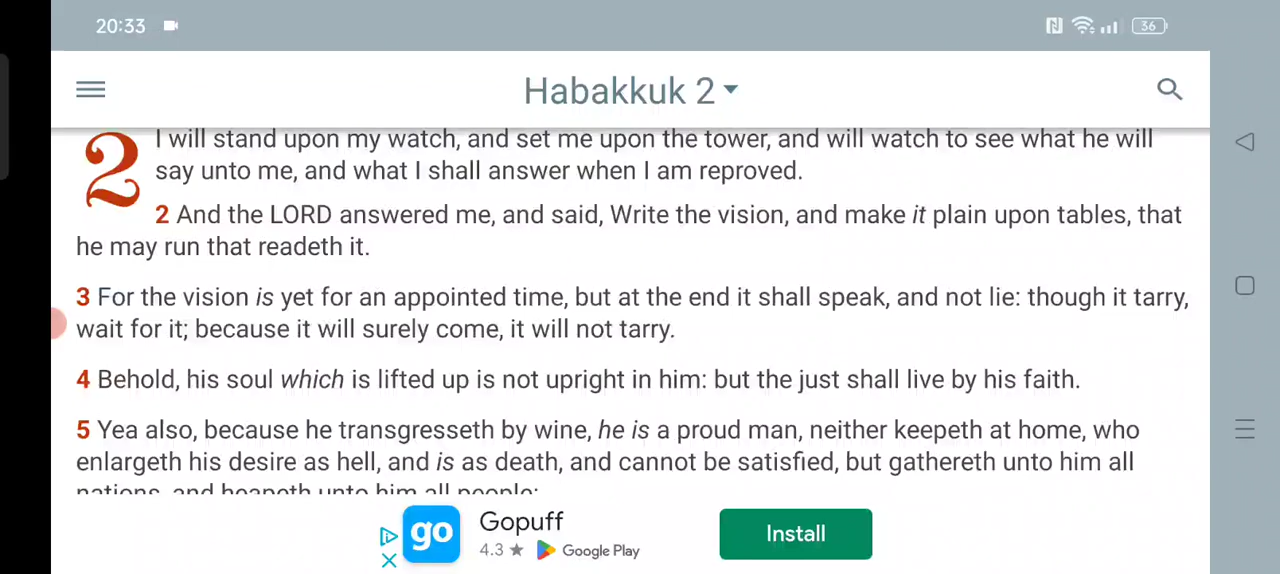 20:33
36
Habakkuk 2
2 I will stand upon my watch, and set me upon the tower, and will watch to see what he will
say unto me, and what I shall answer when I am reproved.
2 And the LORD answered me, and said, Write the vision, and make it plain upon tables, that
he may run that readeth it.
3 For the vision is yet for an appointed time, but at the end it shall speak, and not lie: though it tarry,
wait for it; because it will surely come, it will not tarry.
4 Behold, his soul which is lifted up is not upright in him: but the just shall live by his faith.
5 Yea also, because he transgresseth by wine, he is a proud man, neither keepeth at home, who
enlargeth his desire as hell, and is as death, and cannot be satisfied, but gathereth unto him all
nations, and heapeth unto him all people:
go
Gopuff
4.3 ★ Google Play
Install